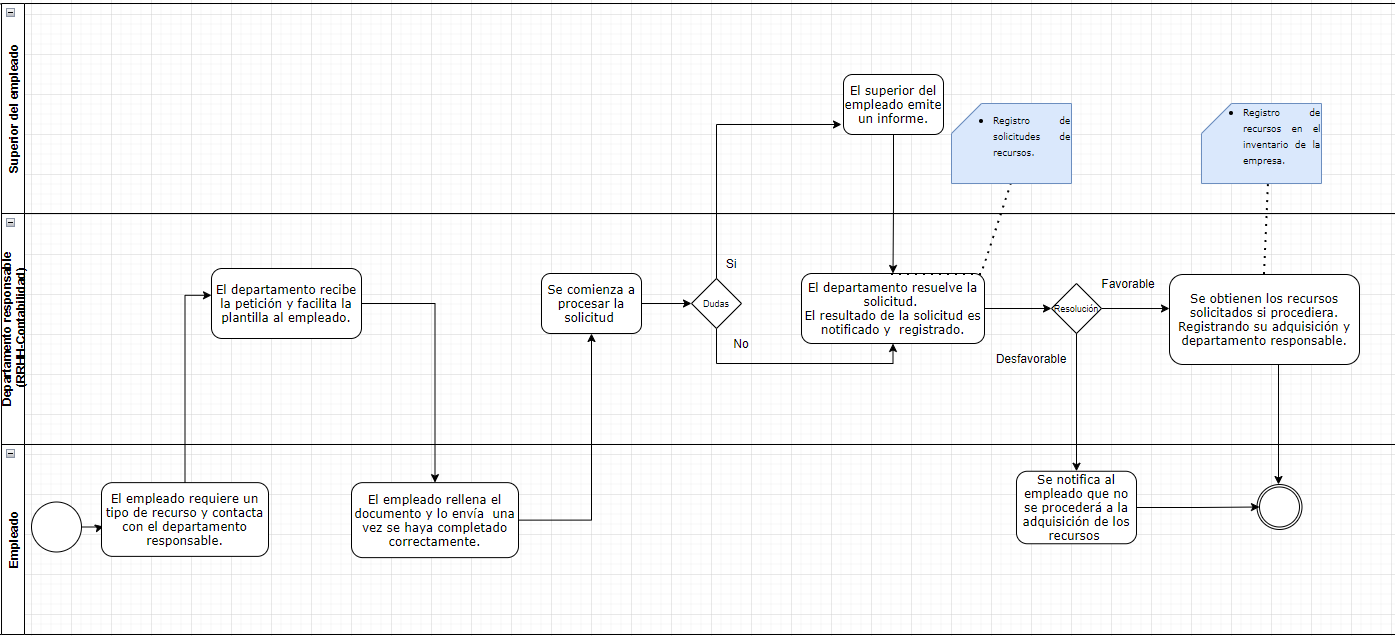 Superior del empleado
El superior del
empleado emite
un informe.
• Registro de
solicitudes de
recursos.
• Registro de
recursos en el
inventario de la
empresa.
Departamento responsable
(RRHH-Contabilidad)
El departamento recibe
la petición y facilita la
plantilla al empleado.
Se comienza a
procesar la
solicitud
Dudas
Si
No
El departamento resuelve la
solicitud.
El resultado de la solicitud es
notificado y registrado.
Resolución
Favorable
Desfavorable
Se obtienen los recursos
solicitados si procediera.
Registrando su adquisición y
departamento responsable.
Empleado
El empleado requiere un
tipo de recurso y contacta
con el departamento
responsable.
El empleado rellena el
documento y lo envía una
vez se haya completado
correctamente.
Se notifica al
empleado que no
se procederá a la
adquisición de los
recursos